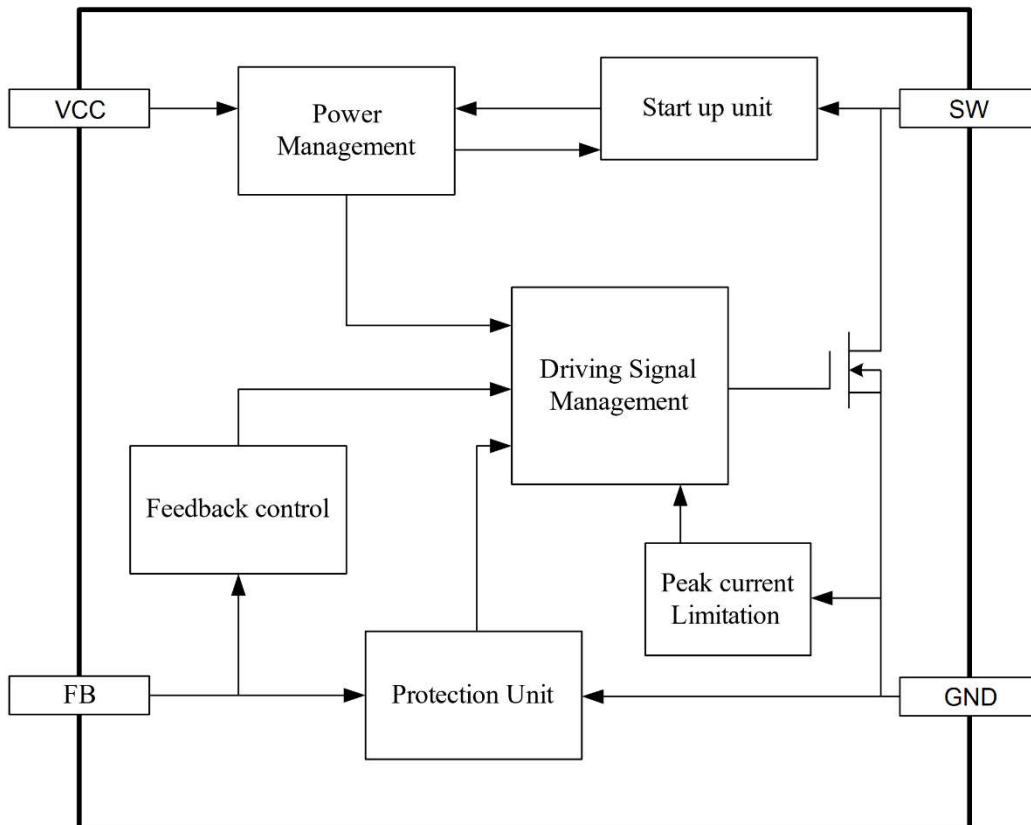 VCC
Power
Management
Start up unit
SW
Driving Signal
Management
Feedback control
Peak current
Limitation
FB
Protection Unit
GND